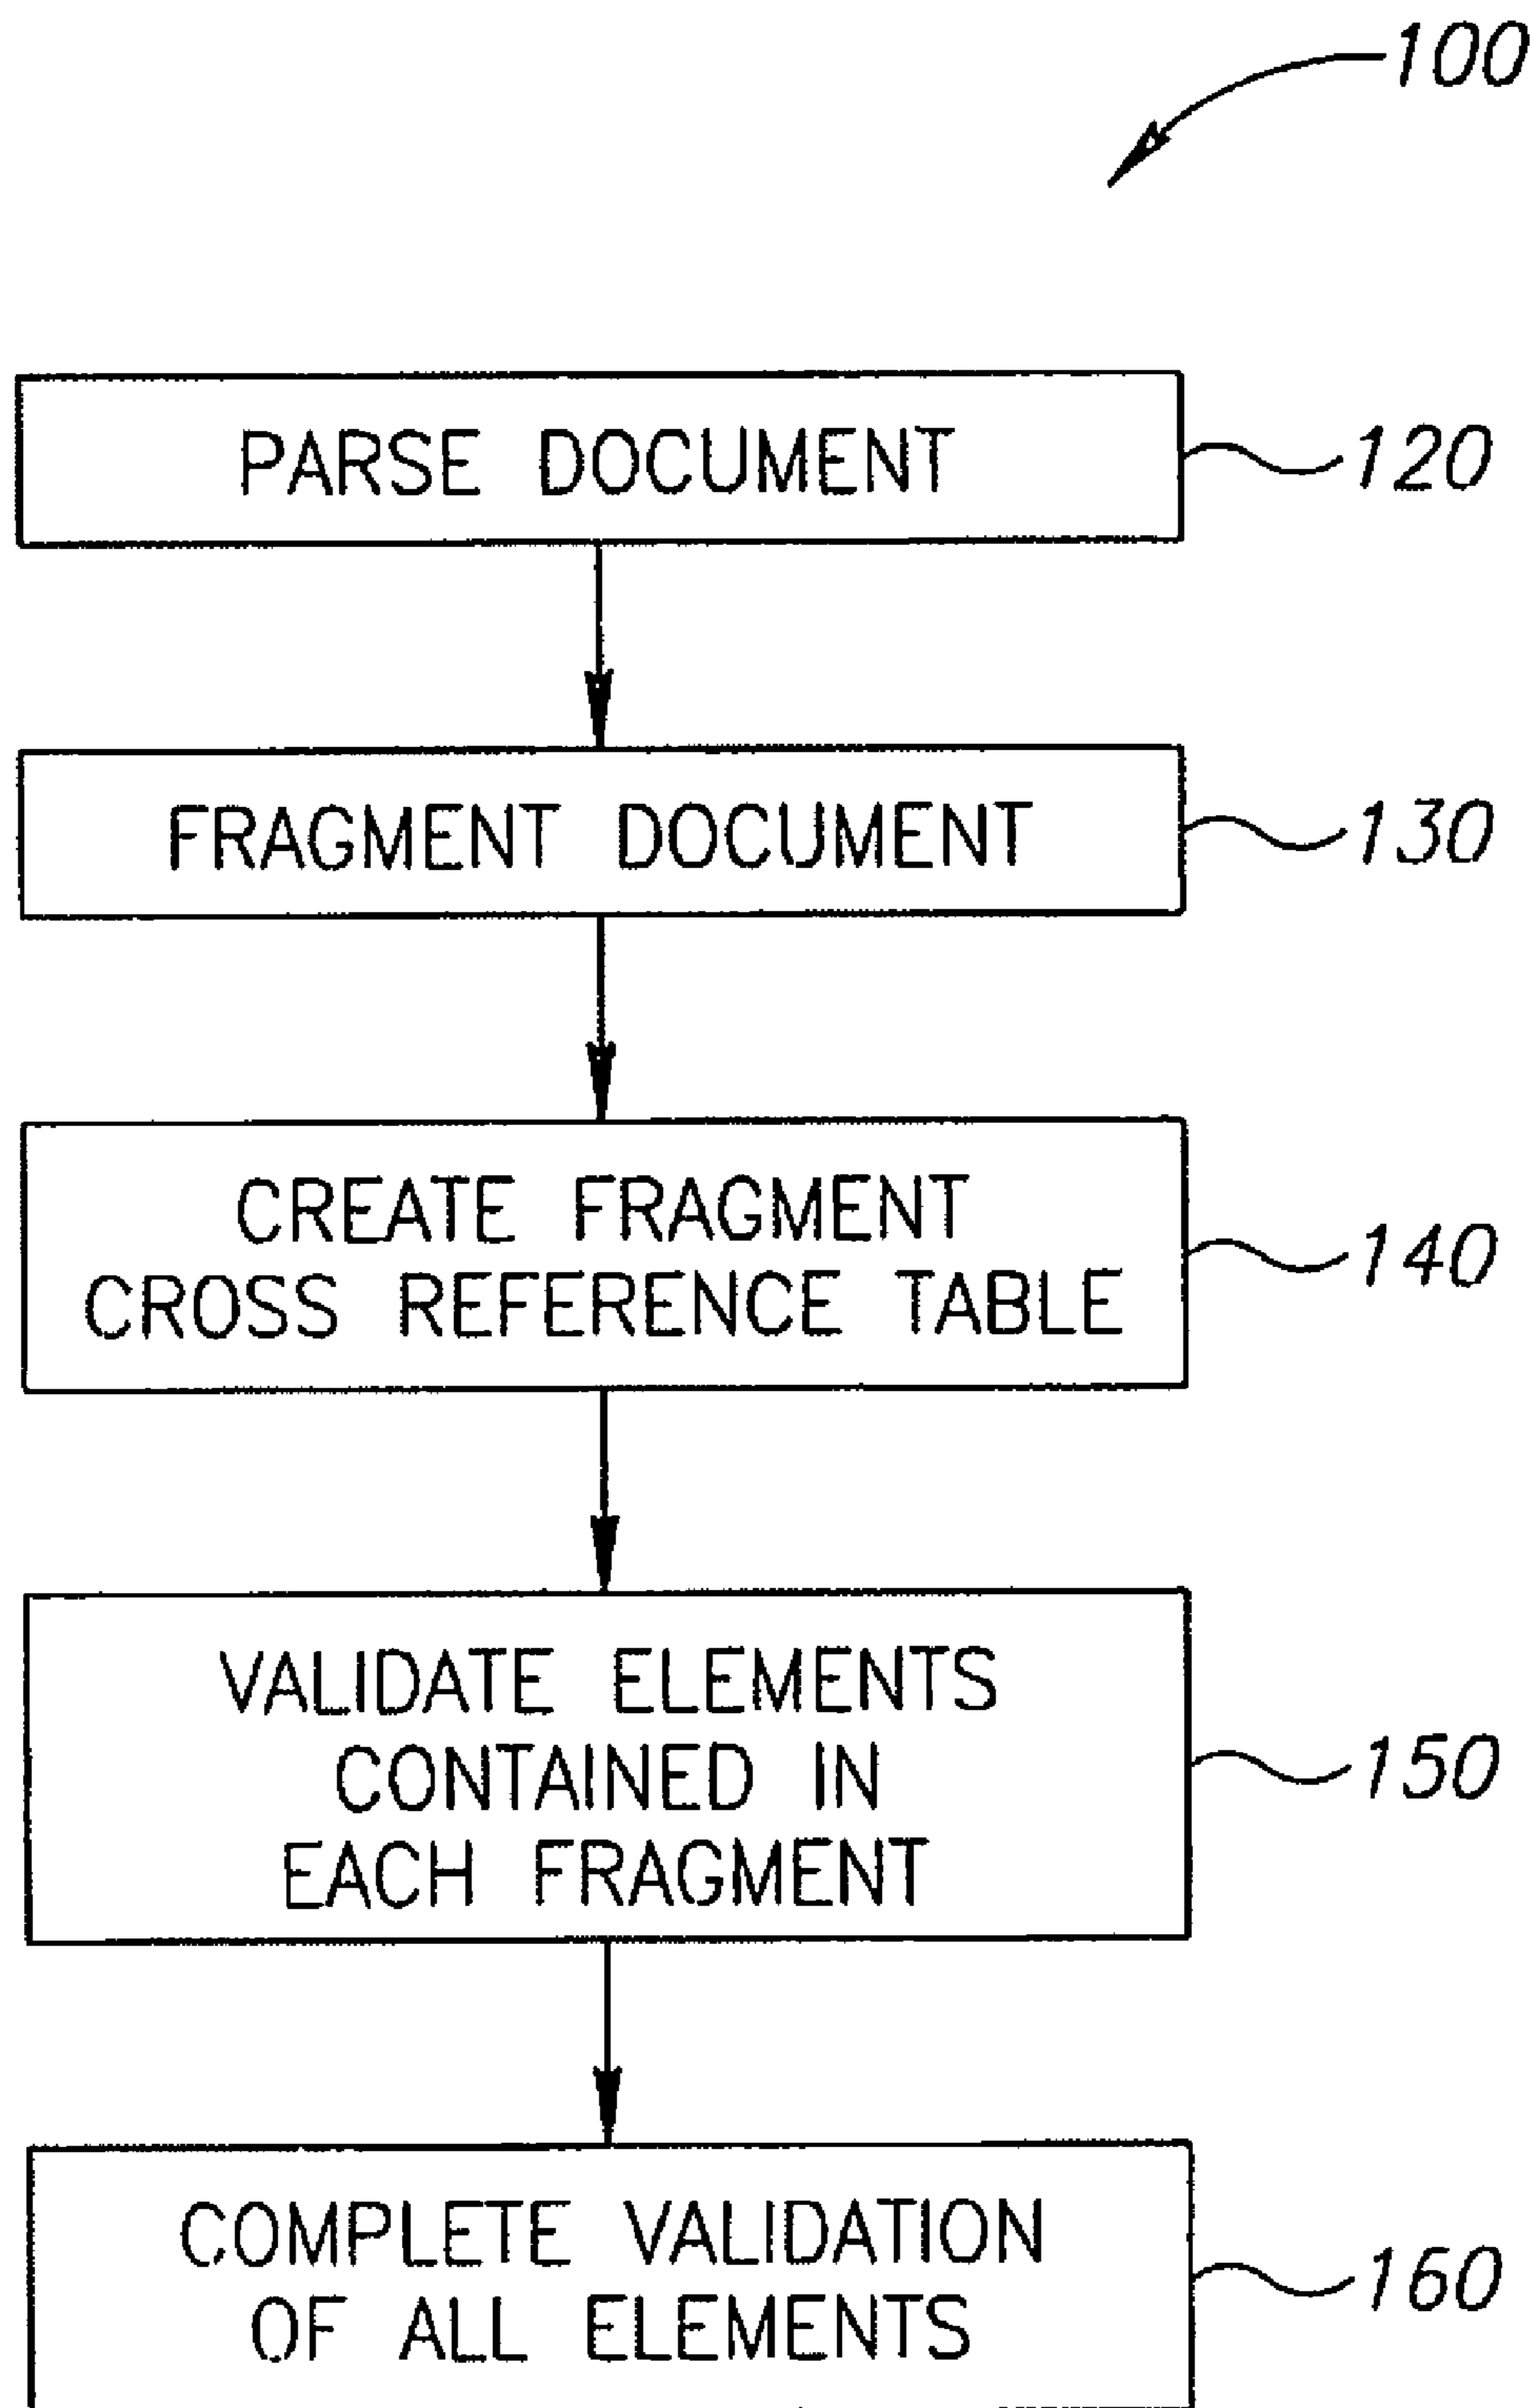 100
PARSE DOCUMENT
120
FRAGMENT DOCUMENT
130
CREATE FRAGMENT
CROSS REFERENCE TABLE
140
VALIDATE ELEMENTS
CONTAINED IN
EACH FRAGMENT
150
COMPLETE VALIDATION
OF ALL ELEMENTS
160